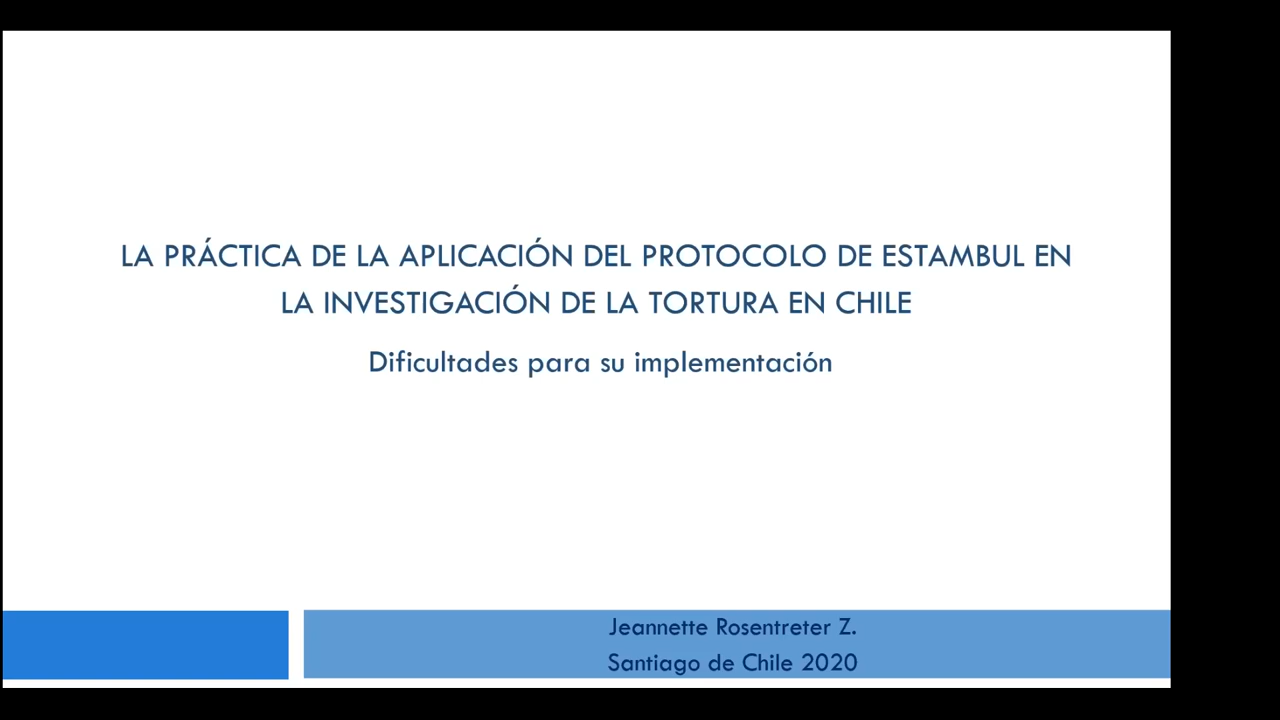 LA PRÁCTICA DE LA APLICACIÓN DEL PROTOCOLO DE ESTAMBUL EN
LA INVESTIGACIÓN DE LA TORTURA EN CHILE
Dificultades para su implementación
Jeannette Rosentreter Z.
Santiago de Chile 2020